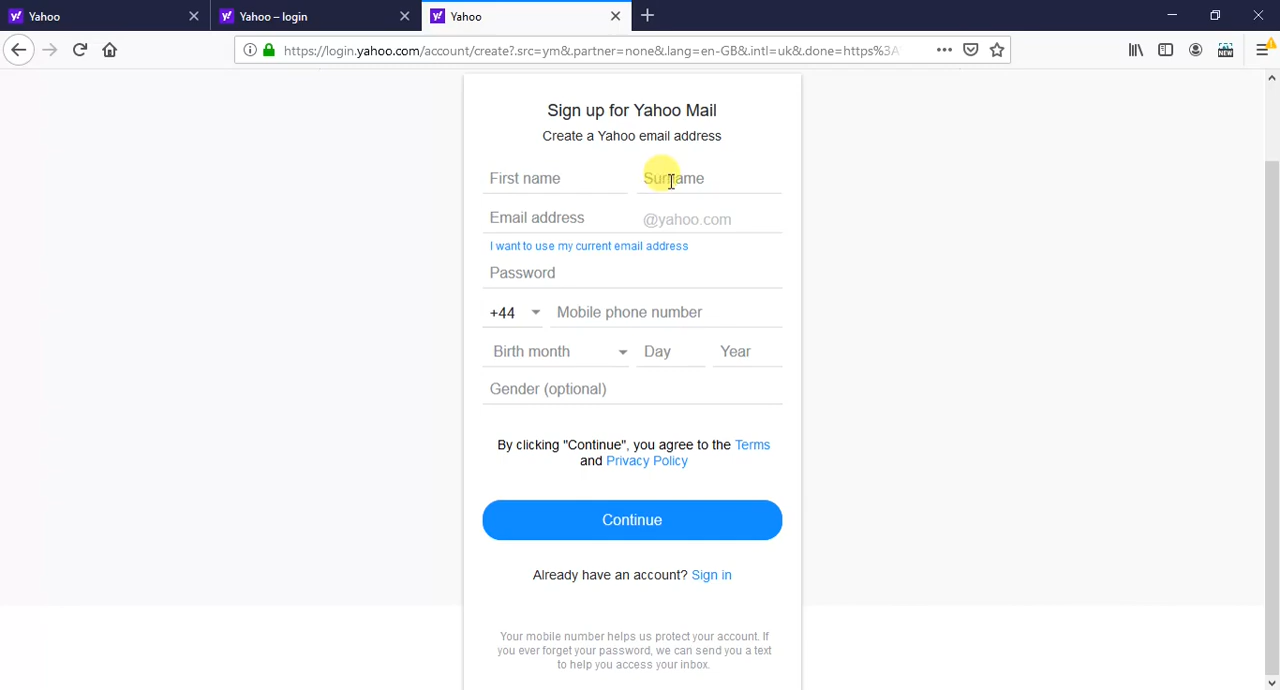 Yahoo
Yahoo – login
Yahoo
https://login.yahoo.com/account/create?.src=ym&.partner=none&.lang=en-GB&.intl=uk&.done=https%3A
NEW
Sign up for Yahoo Mail
Create a Yahoo email address
First name Surname
Email address @yahoo.com
I want to use my current email address
Password
+44 Mobile phone number
Birth month Day Year
Gender (optional)
By clicking "Continue", you agree to the Terms
and Privacy Policy
Continue
Already have an account? Sign in
Your mobile number helps us protect your account. If
you ever forget your password, we can send you a text
to help you access your inbox.